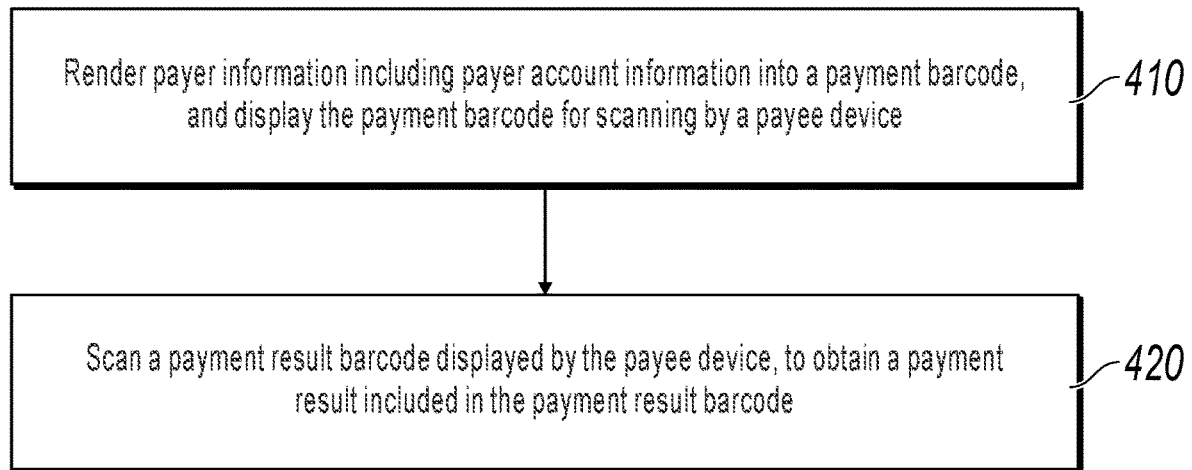 Render payer information including payer account information into a payment barcode,
and display the payment barcode for scanning by a payee device
410
Scan a payment result barcode displayed by the payee device, to obtain a payment
result included in the payment result barcode
420